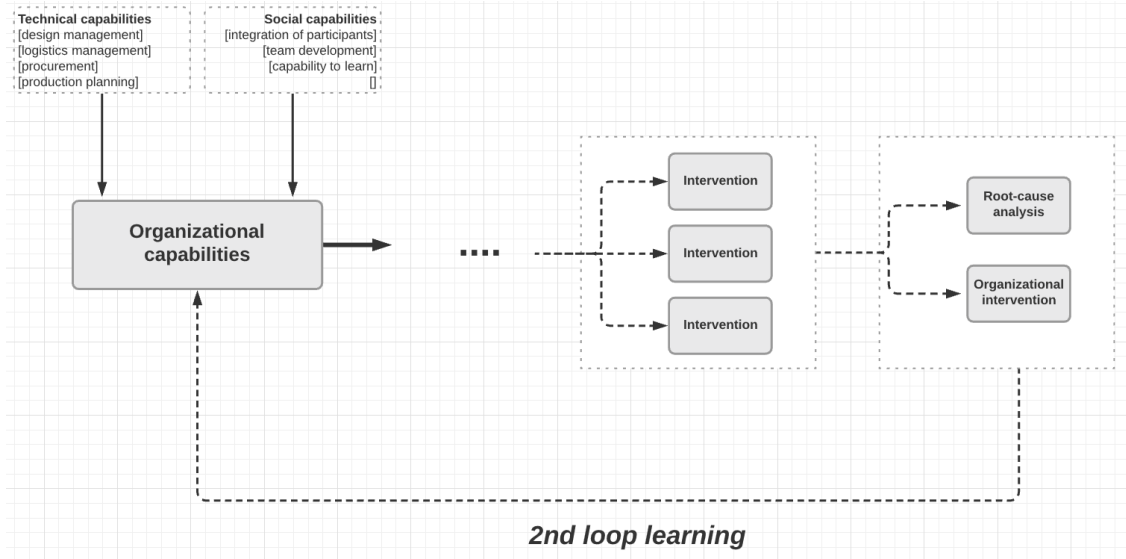 Technical capabilities
[design management]
[logistics management]
[procurement]
[production planning]
Social capabilities
[integration of participants]
[team development]
[capability to learn]
[]
Organizational
capabilities
....
Intervention
Intervention
Intervention
Root-cause
analysis
Organizational
intervention
2nd loop learning